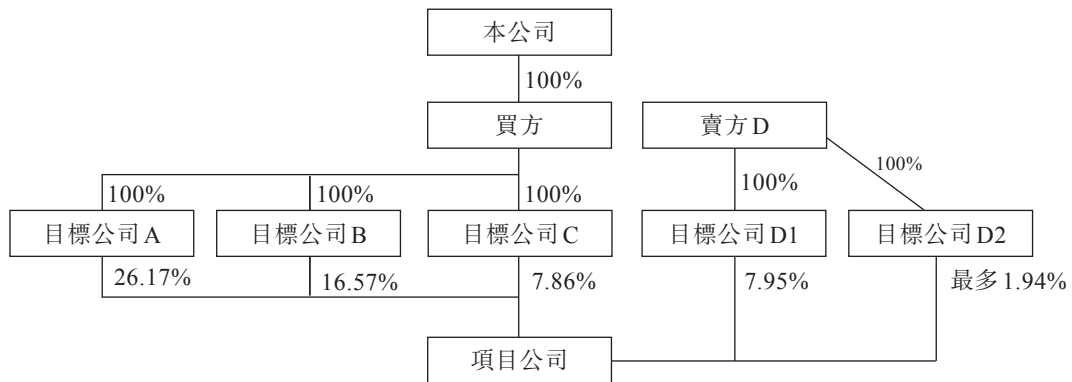 本公司
100%
買方
賣方D
100%
100%
100%
100%
100%
目標公司A
目標公司B
目標公司C
目標公司D1
目標公司D2
26.17%
16.57%
7.86%
7.95%
最多1.94%
項目公司